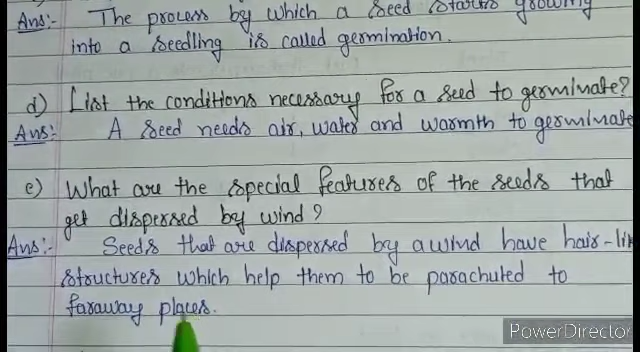 Ans:- The process by which a seed starts growing
into a seedling is called germination.
d) List the conditions necessary for a seed to germinate?
Ans:- A seed needs air, water and warmth to germinate
e) What are the special features of the seeds that
get dispersed by wind?
Ans:- Seeds that are dispersed by a wind have hair-lik
structures which help them to be parachuted to
faraway places.
PowerDirector